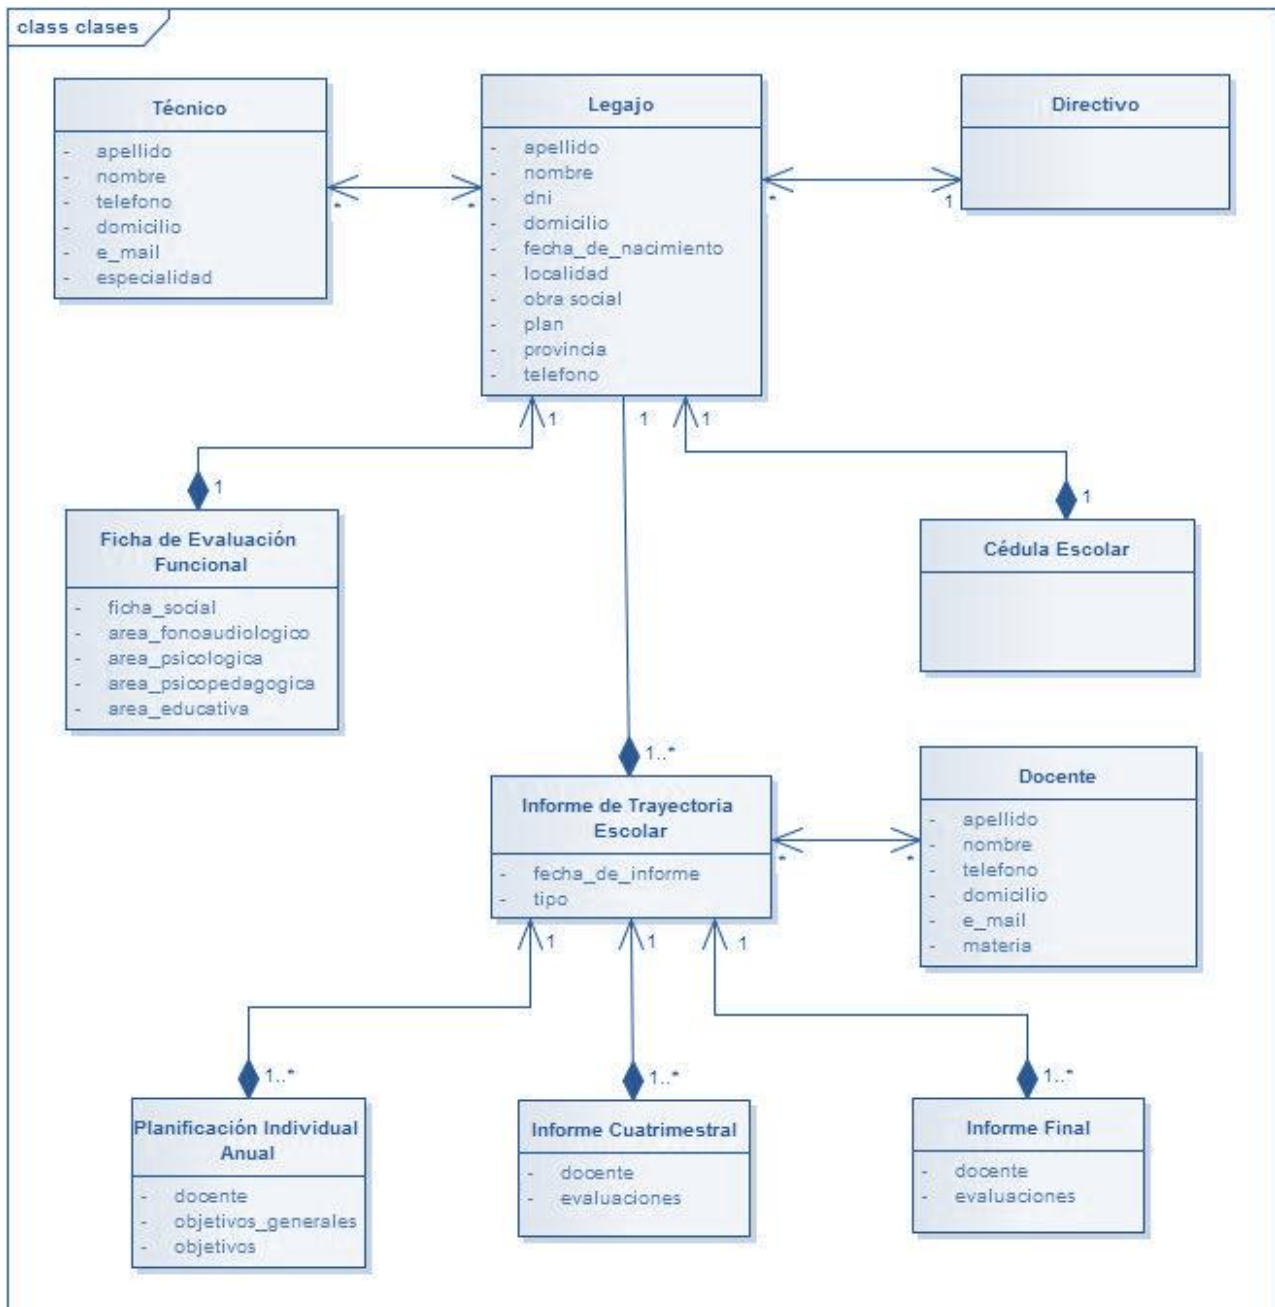 class clases
Técnico
- apellido
- nombre
- telefono
- domicilio
- e_mail
- especialidad
Legajo
- apellido
- nombre
- dni
- domicilio
- fecha_de_nacimiento
- localidad
- obra social
- plan
- provincia
- telefono
Directivo
*
*
*
1
1
1
1
1
1
Ficha de Evaluación
Funcional
- ficha_social
- area_fonoaudiologico
- area_psicologica
- area_psicopedagogica
- area_educativa
Cédula Escolar
1..*
Informe de Trayectoria
Escolar
- fecha_de_informe
- tipo
*
*
Docente
- apellido
- nombre
- telefono
- domicilio
- e_mail
- materia
1
1
1
1..*
1..*
1..*
Planificación Individual
Anual
- docente
- objetivos_generales
- objetivos
Informe Cuatrimestral
- docente
- evaluaciones
Informe Final
- docente
- evaluaciones